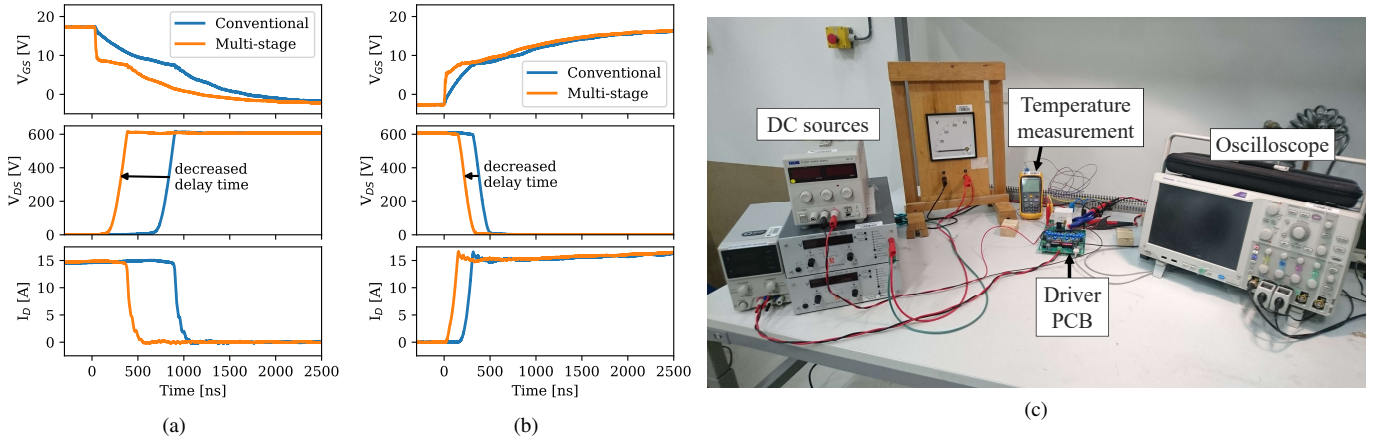 20
10
0
V_GS [V]
Conventional
Multi-stage
600
400
200
0
V_DS [V]
decreased
delay time
15
10
5
0
I_D [A]
0 500 1000 1500 2000 2500
Time [ns]
(a)
20
10
0
V_GS [V]
Conventional
Multi-stage
600
400
200
0
V_DS [V]
decreased
delay time
15
10
5
0
I_D [A]
0 500 1000 1500 2000 2500
Time [ns]
(b)
DC sources
Temperature
measurement
Oscilloscope
Driver
PCB
(c)